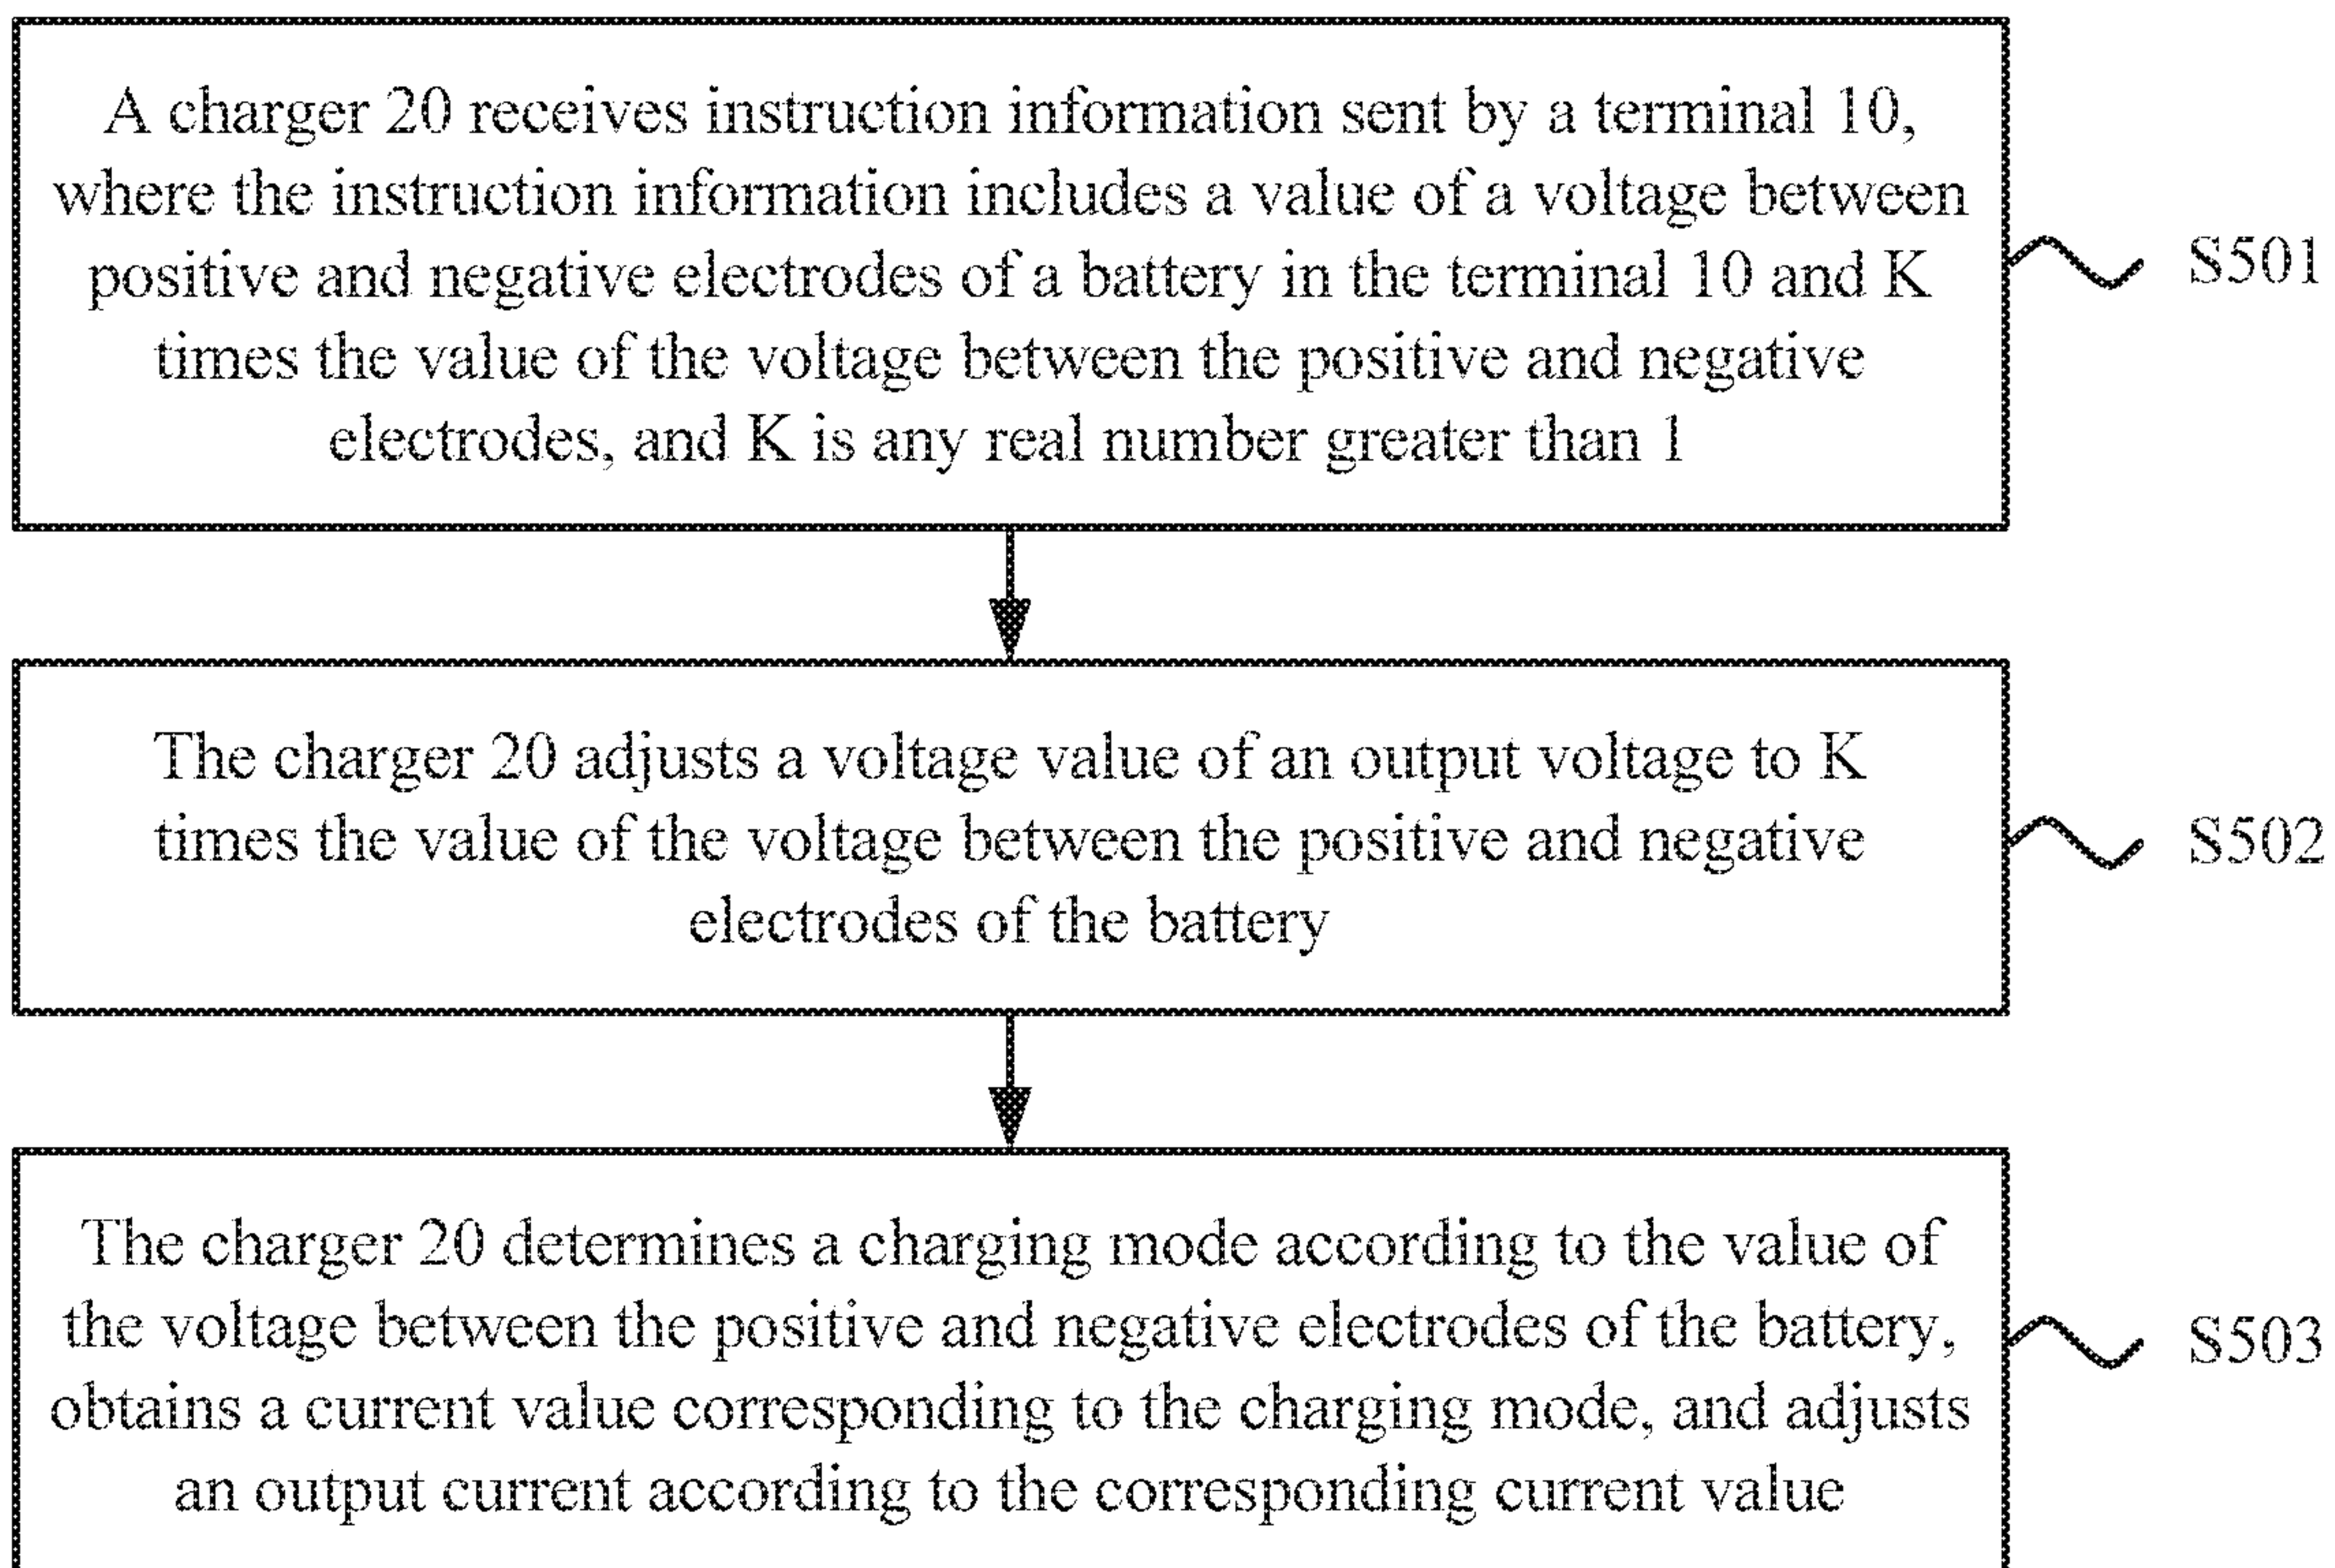 A charger 20 receives instruction information sent by a terminal 10,
where the instruction information includes a value of a voltage between
positive and negative electrodes of a battery in the terminal 10 and K
times the value of the voltage between the positive and negative
electrodes, and K is any real number greater than 1
S501
The charger 20 adjusts a voltage value of an output voltage to K
times the value of the voltage between the positive and negative
electrodes of the battery
S502
The charger 20 determines a charging mode according to the value of
the voltage between the positive and negative electrodes of the battery,
obtains a current value corresponding to the charging mode, and adjusts
an output current according to the corresponding current value
S503